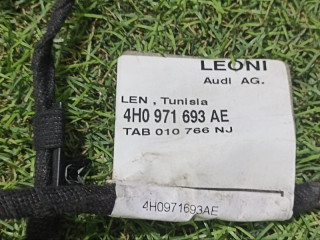 LEONI
Audi AG.
LEN , Tunisia
4H0 971 693 AE
TAB 010 766 NJ
4H0971693AE